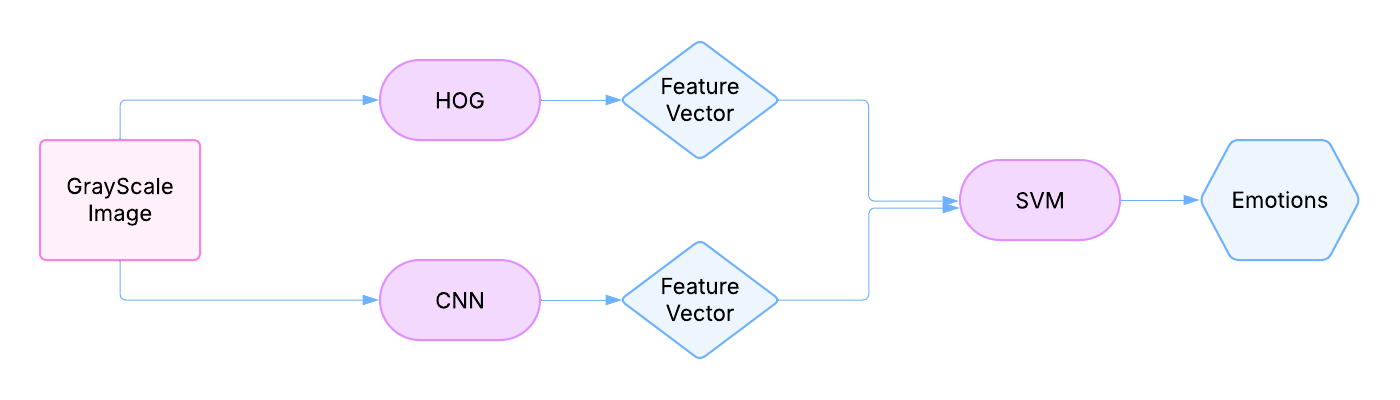 HOG
Feature
Vector
GrayScale
Image
SVM
Emotions
CNN
Feature
Vector